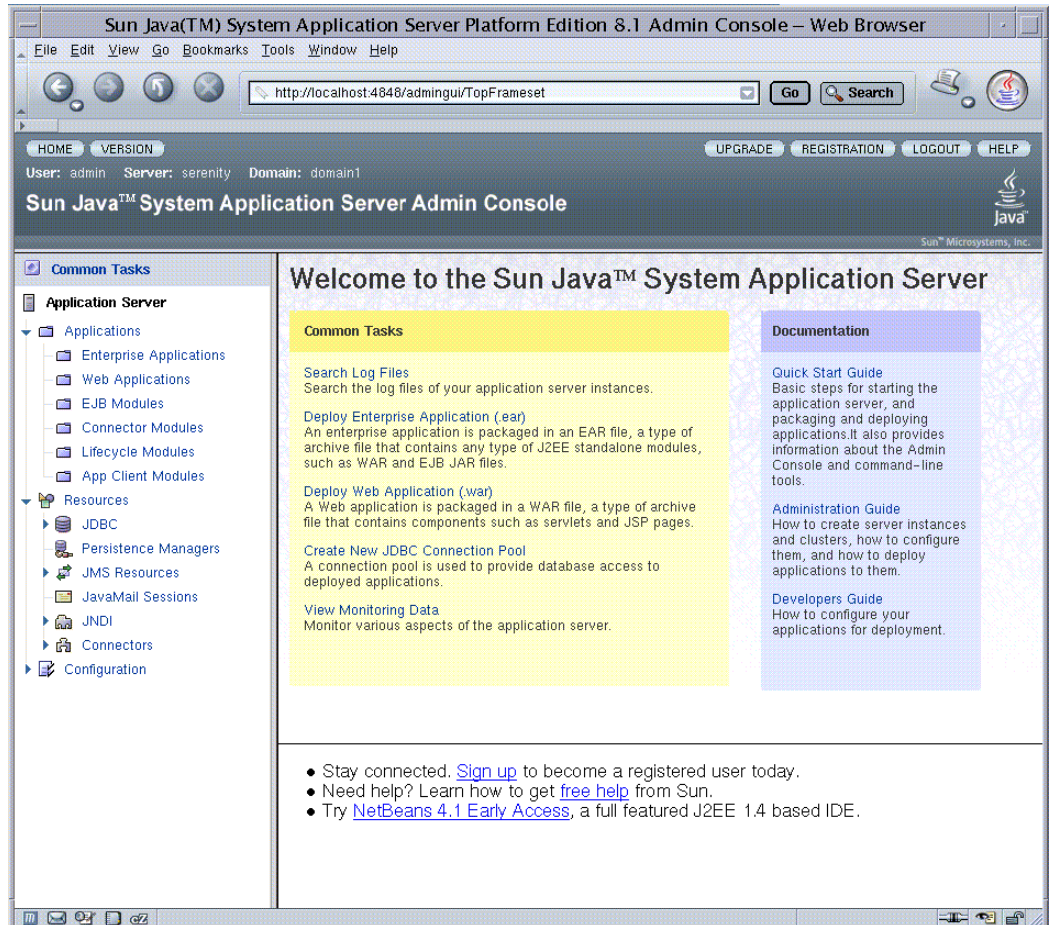 Sun Java(TM) System Application Server Platform Edition 8.1 Admin Console – Web Browser
File Edit View Go Bookmarks Tools Window Help
http://localhost:4848/admingui/TopFrameset
Go
Search
HOME
VERSION
UPGRADE
REGISTRATION
LOGOUT
HELP
User: admin Server: serenity Domain: domain1
Sun Java™ System Application Server Admin Console
Java™
Sun™ Microsystems, Inc.
Common Tasks
Application Server
Applications
Enterprise Applications
Web Applications
EJB Modules
Connector Modules
Lifecycle Modules
App Client Modules
Resources
JDBC
Persistence Managers
JMS Resources
JavaMail Sessions
JNDI
Connectors
Configuration
Welcome to the Sun Java™ System Application Server
Common Tasks
Search Log Files
Search the log files of your application server instances.
Deploy Enterprise Application (.ear)
An enterprise application is packaged in an EAR file, a type of
archive file that contains any type of J2EE standalone modules,
such as WAR and EJB JAR files.
Deploy Web Application (.war)
A Web application is packaged in a WAR file, a type of archive
file that contains components such as servlets and JSP pages.
Create New JDBC Connection Pool
A connection pool is used to provide database access to
deployed applications.
View Monitoring Data
Monitor various aspects of the application server.
Documentation
Quick Start Guide
Basic steps for starting the
application server, and
packaging and deploying
applications.It also provides
information about the Admin
Console and command–line
tools.
Administration Guide
How to create server instances
and clusters, how to configure
them, and how to deploy
applications to them.
Developers Guide
How to configure your
applications for deployment.
• Stay connected. Sign up to become a registered user today.
• Need help? Learn how to get free help from Sun.
• Try NetBeans 4.1 Early Access, a full featured J2EE 1.4 based IDE.